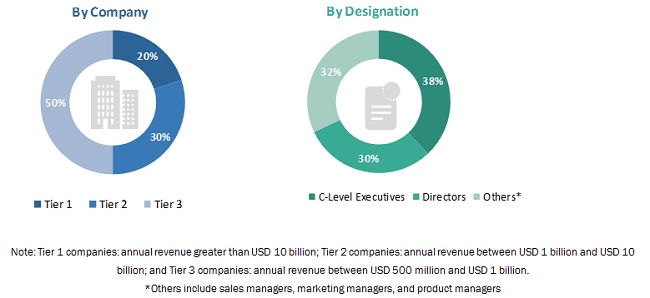 By Company
20%
30%
50%
Tier 1 Tier 2 Tier 3
By Designation
38%
30%
32%
C-Level Executives Directors Others*
Note: Tier 1 companies: annual revenue greater than USD 10 billion; Tier 2 companies: annual revenue between USD 1 billion and USD 10
billion; and Tier 3 companies: annual revenue between USD 500 million and USD 1 billion.
*Others include sales managers, marketing managers, and product managers